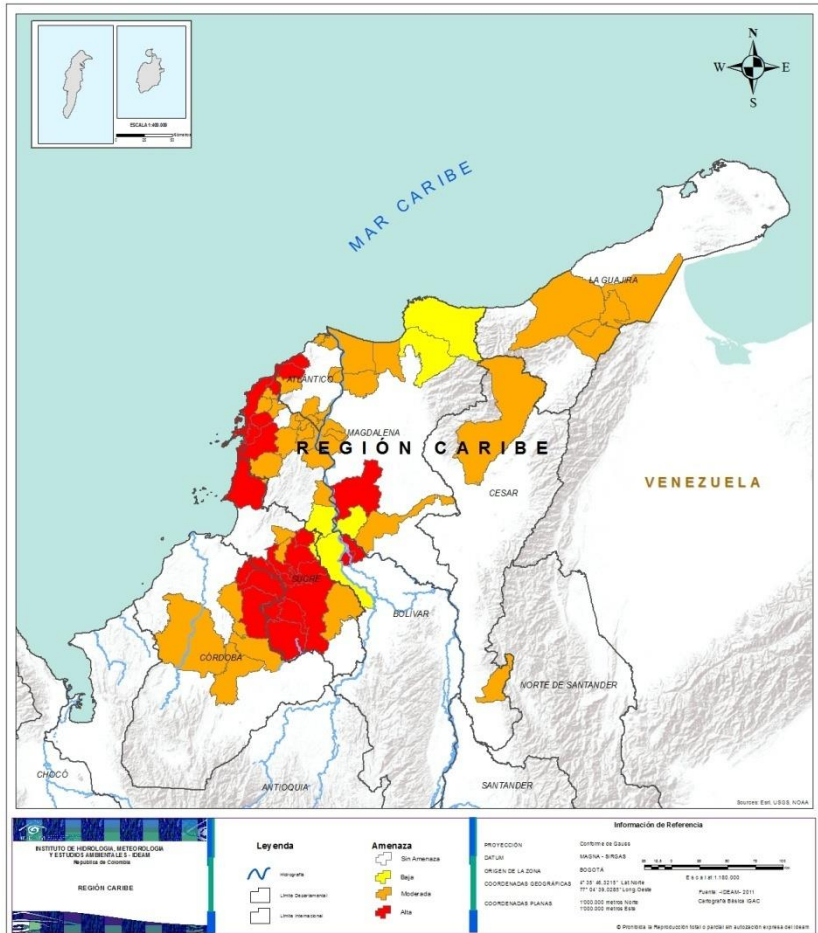 ESCALA 1:400.000
N
W
E
S
MAR CARIBE
LA GUAJIRA
ATLÁNTICO
MAGDALENA
REGIÓN CARIBE
CESAR
VENEZUELA
SUCRE
BOLÍVAR
CÓRDOBA
NORTE DE SANTANDER
CHOCÓ
ANTIOQUIA
SANTANDER
Sources: Esri, USGS, NOAA
INSTITUTO DE HIDROLOGIA, METEOROLOGIA
Y ESTUDIOS AMBIENTALES - IDEAM
República de Colombia
REGIÓN CARIBE
Leyenda
Hidrografía
Límite Departamental
Límite Internacional
Amenaza
Sin Amenaza
Baja
Moderada
Alta
Información de Referencia
PROYECCIÓN
Conforme de Gauss
DATUM
MAGNA - SIRGAS
ORIGEN DE LA ZONA
BOGOTÁ
COORDENADAS GEOGRÁFICAS
Lat.Norte
Long.Oeste
COORDENADAS PLANAS
1'000.000 metros Norte
1'000.000 metros Este
Fuente: -IDEAM- 2011
Cartografía Básica IGAC
© Prohibida la Reproducción total o parcial sin autorización expresa del Ideam